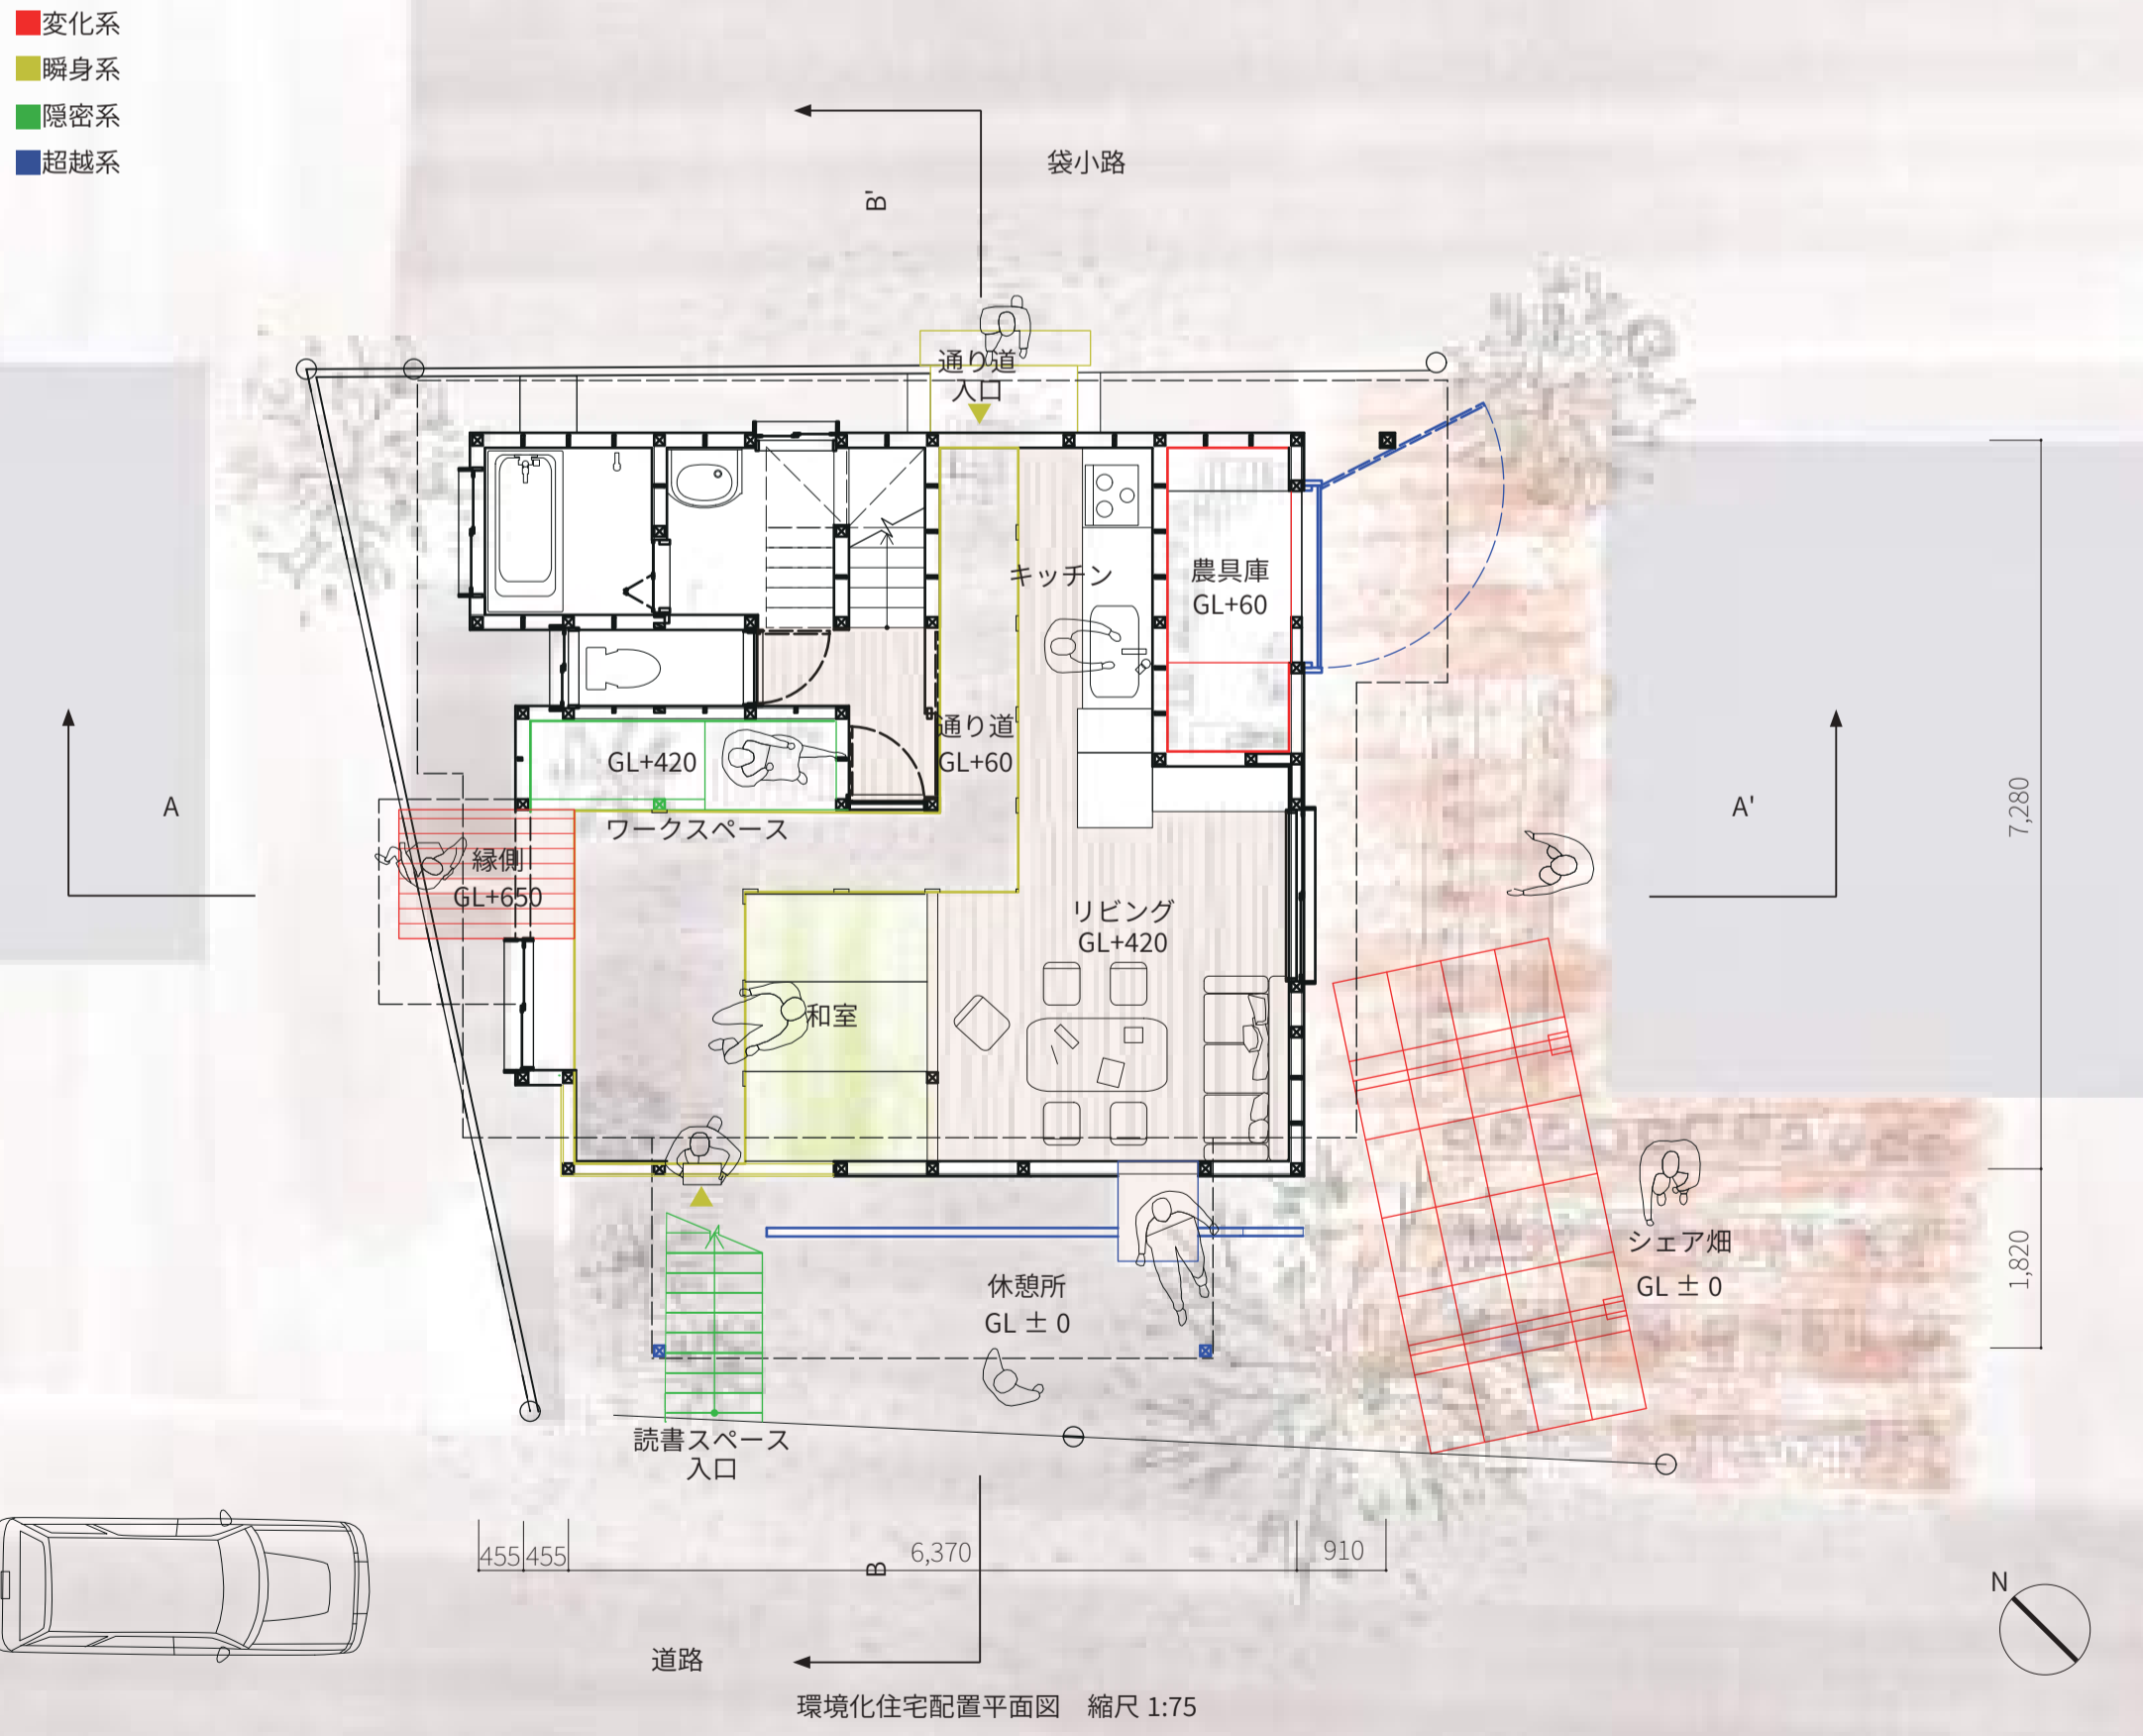 変化系
瞬身系
隠密系
超越系
袋小路
B'
通り道
入口
キッチン
農具庫
GL+60
通り道
GL+60
GL+420
ワークスペース
A
A'
縁側
GL+650
リビング
GL+420
和室
7,280
1,820
シェア畑
GL ± 0
休憩所
GL ± 0
読書スペース
入口
455
455
6,370
910
B
N
道路
環境化住宅配置平面図　縮尺 1:75